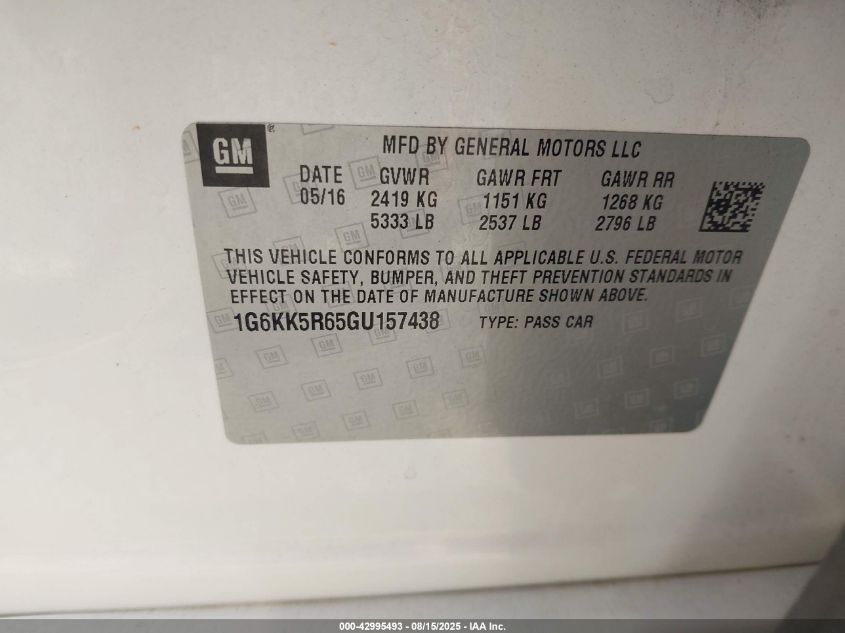 GM ®
MFD BY GENERAL MOTORS LLC
DATE GVWR GAWR FRT GAWR RR
05/16 2419 KG 1151 KG 1268 KG
5333 LB 2537 LB 2796 LB
THIS VEHICLE CONFORMS TO ALL APPLICABLE U.S. FEDERAL MOTOR
VEHICLE SAFETY, BUMPER, AND THEFT PREVENTION STANDARDS IN
EFFECT ON THE DATE OF MANUFACTURE SHOWN ABOVE.
1G6KK5R65GU157438 TYPE: PASS CAR
000-42995493 - 08/15/2025 - IAA Inc.